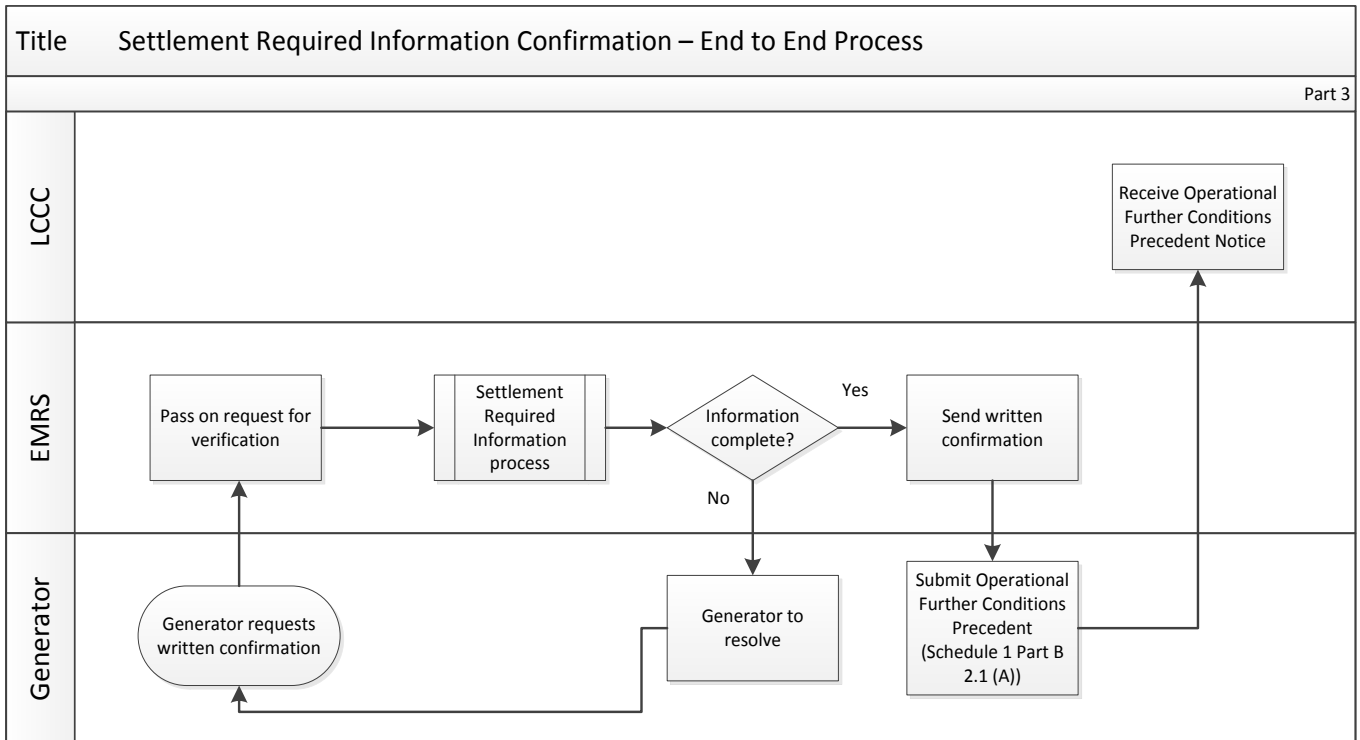 Title Settlement Required Information Confirmation – End to End Process
Part 3
LCCC
Receive Operational
Further Conditions
Precedent Notice
EMRS
Pass on request for
verification
Settlement
Required
Information
process
Information
complete?
Yes
No
Send written
confirmation
Generator
Generator requests
written confirmation
Generator to
resolve
Submit Operational
Further Conditions
Precedent
(Schedule 1 Part B
2.1 (A))